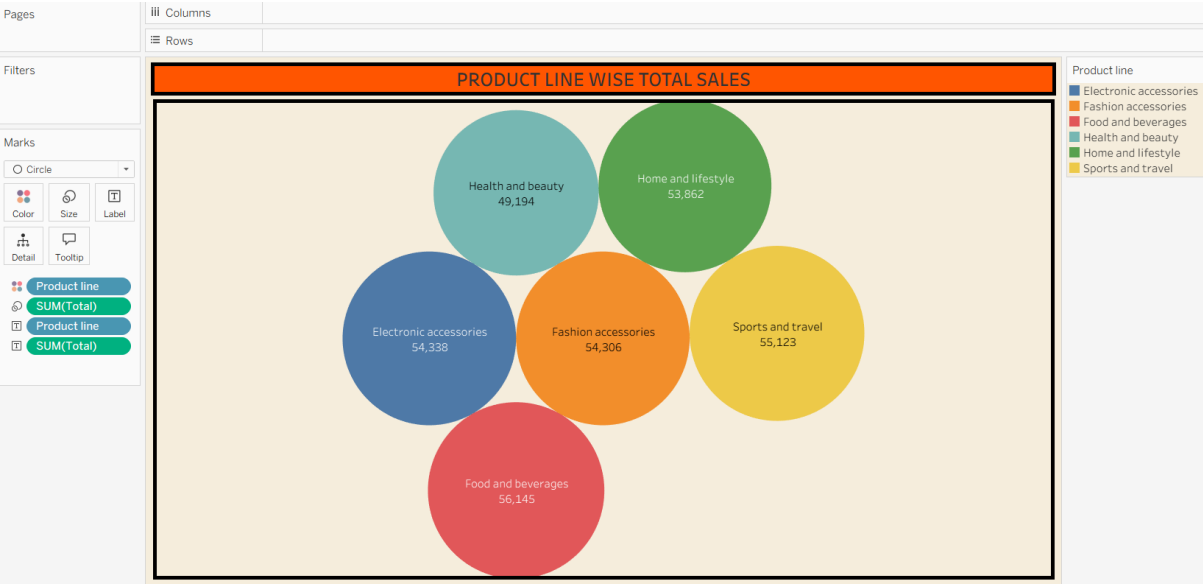 Pages
Columns
Rows
Filters
Marks
Circle
Color
Size
Label
Detail
Tooltip
Product line
SUM(Total)
Product line
SUM(Total)
PRODUCT LINE WISE TOTAL SALES
Health and beauty
49,194
Home and lifestyle
53,862
Electronic accessories
54,338
Fashion accessories
54,306
Sports and travel
55,123
Food and beverages
56,145
Product line
Electronic accessories
Fashion accessories
Food and beverages
Health and beauty
Home and lifestyle
Sports and travel